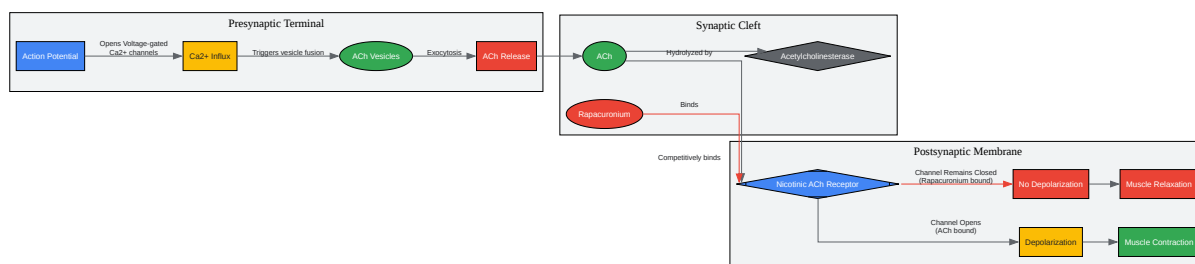 Presynaptic Terminal
Action Potential
Opens Voltage-gated
Ca2+ channels
Ca2+ Influx
Triggers vesicle fusion
ACh Vesicles
Exocytosis
ACh Release
Synaptic Cleft
ACh
Hydrolyzed by
Acetylcholinesterase
Rapacuronium
Binds
Competitively binds
Postsynaptic Membrane
Nicotinic ACh Receptor
Channel Remains Closed
(Rapacuronium bound)
No Depolarization
Muscle Relaxation
Channel Opens
(ACh bound)
Depolarization
Muscle Contraction